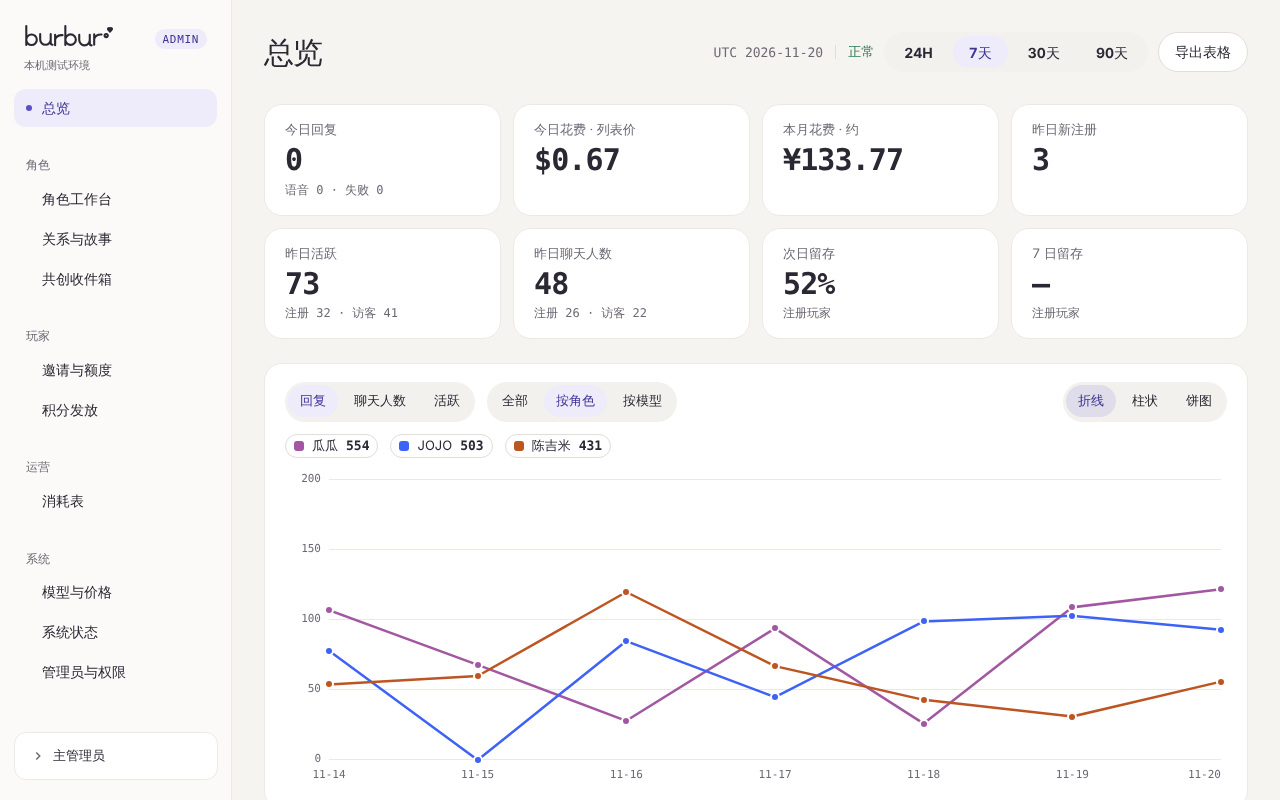 burbur
ADMIN
本机测试环境
总览
角色
角色工作台
关系与故事
共创收件箱
玩家
邀请与额度
积分发放
运营
消耗表
系统
模型与价格
系统状态
管理员与权限
主管理员
总览
UTC 2026-11-20 正常 24H 7天 30天 90天 导出表格
今日回复
0
语音 0 · 失败 0
今日花费 · 列表价
$0.67
本月花费 · 约
¥133.77
昨日新注册
3
昨日活跃
73
注册 32 · 访客 41
昨日聊天人数
48
注册 26 · 访客 22
次日留存
52%
注册玩家
7 日留存
—
注册玩家
回复 聊天人数 活跃 全部 按角色 按模型 折线 柱状 饼图
瓜瓜 554 JOJO 503 陈吉米 431
200
150
100
50
0
11-14 11-15 11-16 11-17 11-18 11-19 11-20